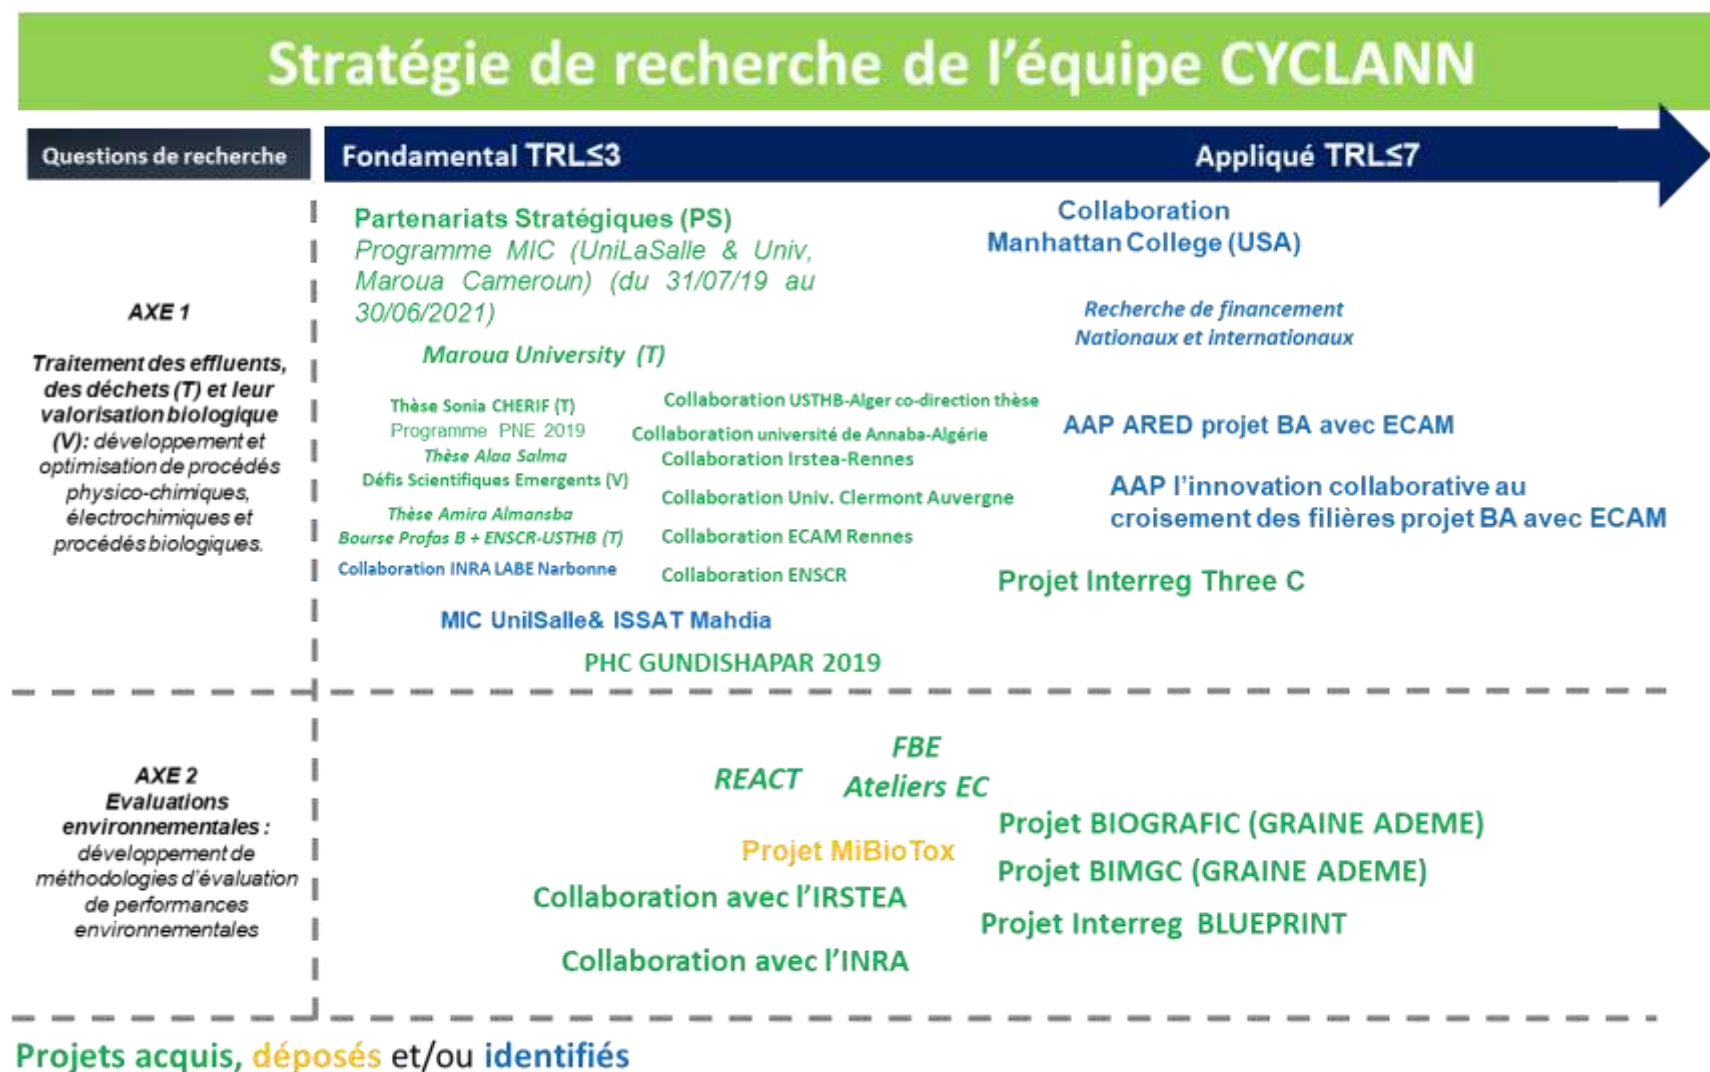 Stratégie de recherche de l'équipe CYCLANN
Questions de recherche
Fondamental TRL≤3
Appliqué TRL≤7
AXE 1
Traitement des effluents,
des déchets (T) et leur
valorisation biologique
(V): développement et
optimisation de procédés
physico-chimiques,
électrochimiques et
procédés biologiques.
Partenariats Stratégiques (PS)
Programme MIC (UniLaSalle & Univ,
Maroua Cameroun) (du 31/07/19 au
30/06/2021)
Maroua University (T)
Thèse Sonia CHERIF (T)
Programme PNE 2019
Thèse Alaa Salma
Défis Scientifiques Emergents (V)
Thèse Amira Almansba
Bourse Profas B + ENSCR-USTHB (T)
Collaboration INRA LABE Narbonne
Collaboration USTHB-Alger co-direction thèse
Collaboration université de Annaba-Algérie
Collaboration Irstea-Rennes
Collaboration Univ. Clermont Auvergne
Collaboration ECAM Rennes
Collaboration ENSCR
MIC UnilSalle& ISSAT Mahdia
PHC GUNDISHAPAR 2019
Collaboration
Manhattan College (USA)
Recherche de financement
Nationaux et internationaux
AAP ARED projet BA avec ECAM
AAP l'innovation collaborative au
croisement des filières projet BA avec ECAM
Projet Interreg Three C
AXE 2
Evaluations
environnementales :
développement de
méthodologies d'évaluation
de performances
environnementales
FBE
REACT
Ateliers EC
Projet MiBioTox
Collaboration avec l'IRSTEA
Collaboration avec l'INRA
Projet BIOGRAFIC (GRAINE ADEME)
Projet BIMGC (GRAINE ADEME)
Projet Interreg BLUEPRINT
Projets acquis, déposés et/ou identifiés